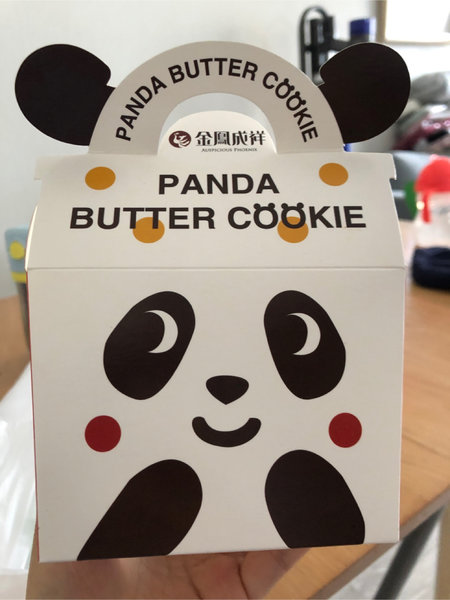 PANDA BUTTER COOKIE
金鳳成祥
AUSPICIOUS PHOENIX
PANDA
BUTTER COOKIE